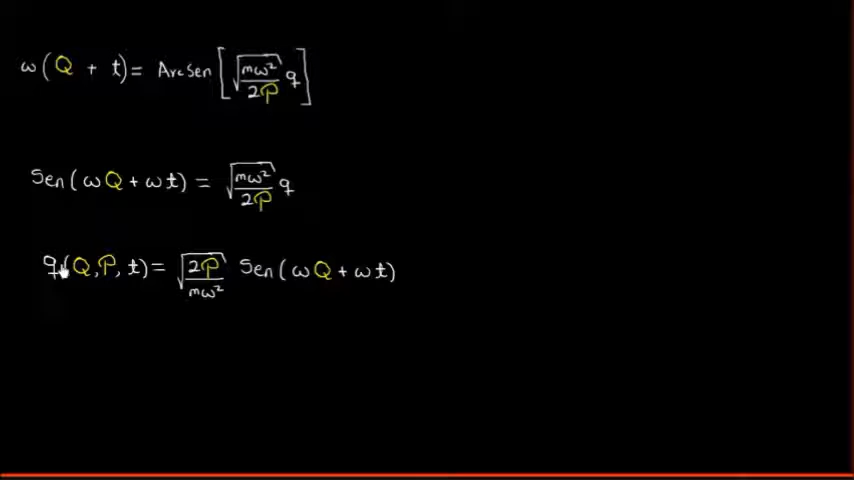 ω(Q + t) = ArcSen[√(mω²/2P) q]
Sen(ωQ + ωt) = √(mω²/2P) q
q(Q, P, t) = √(2P/mω²) Sen(ωQ + ωt)